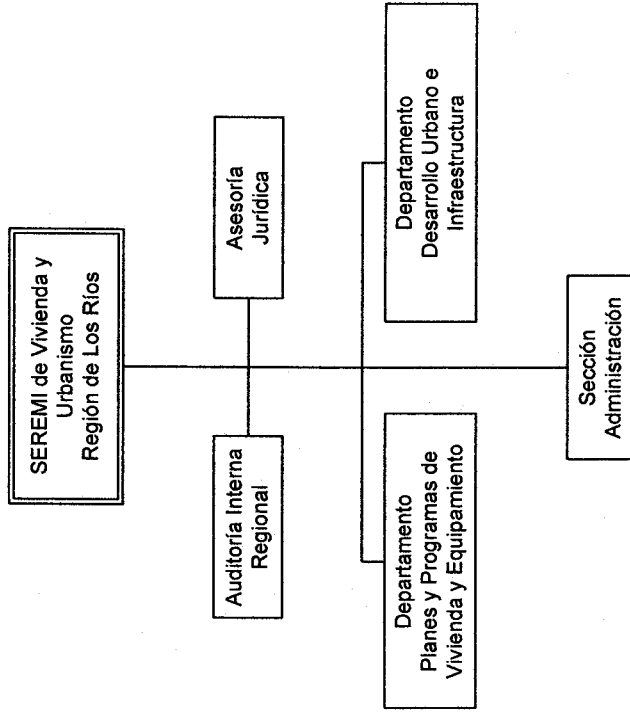 SEREMI de Vivienda y
Urbanismo
Región de Los Ríos
Auditoría Interna
Regional
Asesoría
Jurídica
Departamento
Planes y Programas de
Vivienda y Equipamiento
Departamento
Desarrollo Urbano e
Infraestructura
Sección
Administración